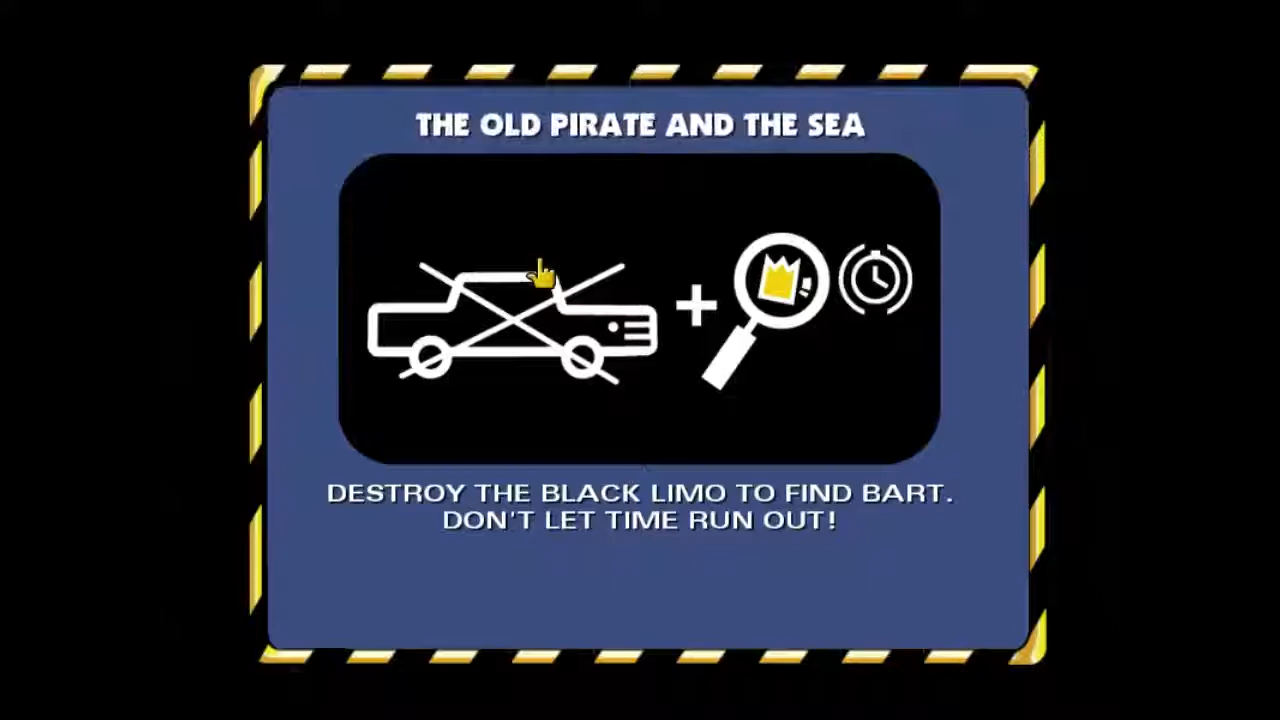 THE OLD PIRATE AND THE SEA
DESTROY THE BLACK LIMO TO FIND BART.
DON'T LET TIME RUN OUT!